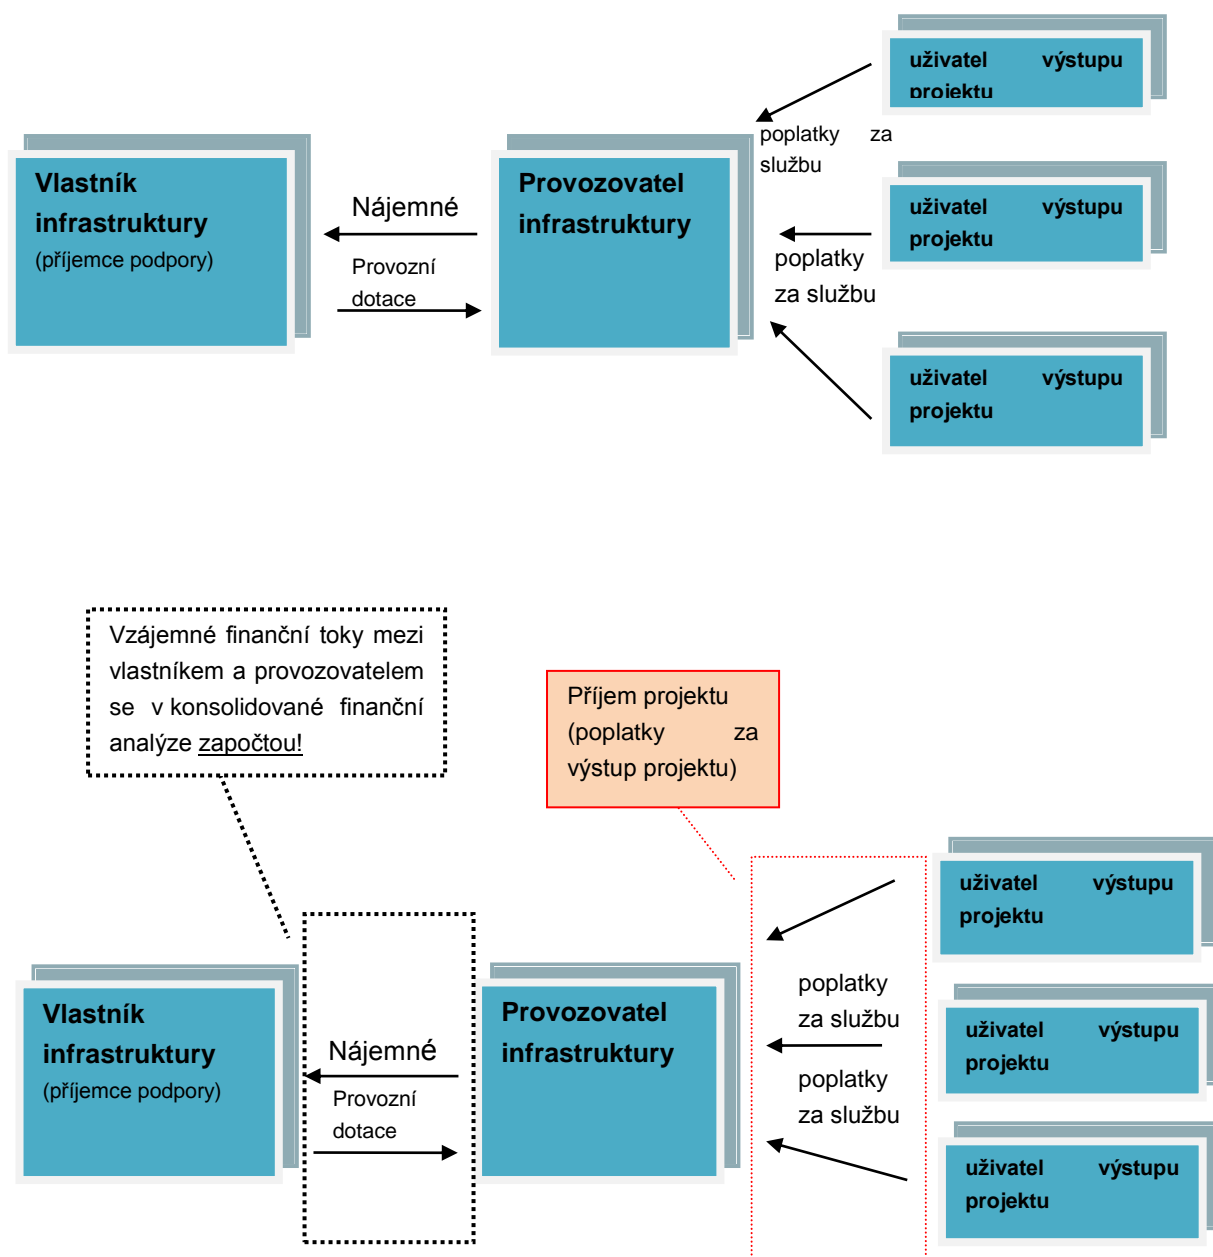 uživatel výstupu
projektu
poplatky za
službu
Vlastník
infrastruktury
(příjemce podpory)
Nájemné
Provozní
dotace
Provozovatel
infrastruktury
uživatel výstupu
projektu
poplatky
za službu
uživatel výstupu
projektu
Vzájemné finanční toky mezi
vlastníkem a provozovatelem
se v konsolidované finanční
analýze započtou!
Příjem projektu
(poplatky za
výstup projektu)
uživatel výstupu
projektu
Vlastník
infrastruktury
(příjemce podpory)
Nájemné
Provozní
dotace
Provozovatel
infrastruktury
poplatky
za službu
poplatky
za službu
uživatel výstupu
projektu
uživatel výstupu
projektu